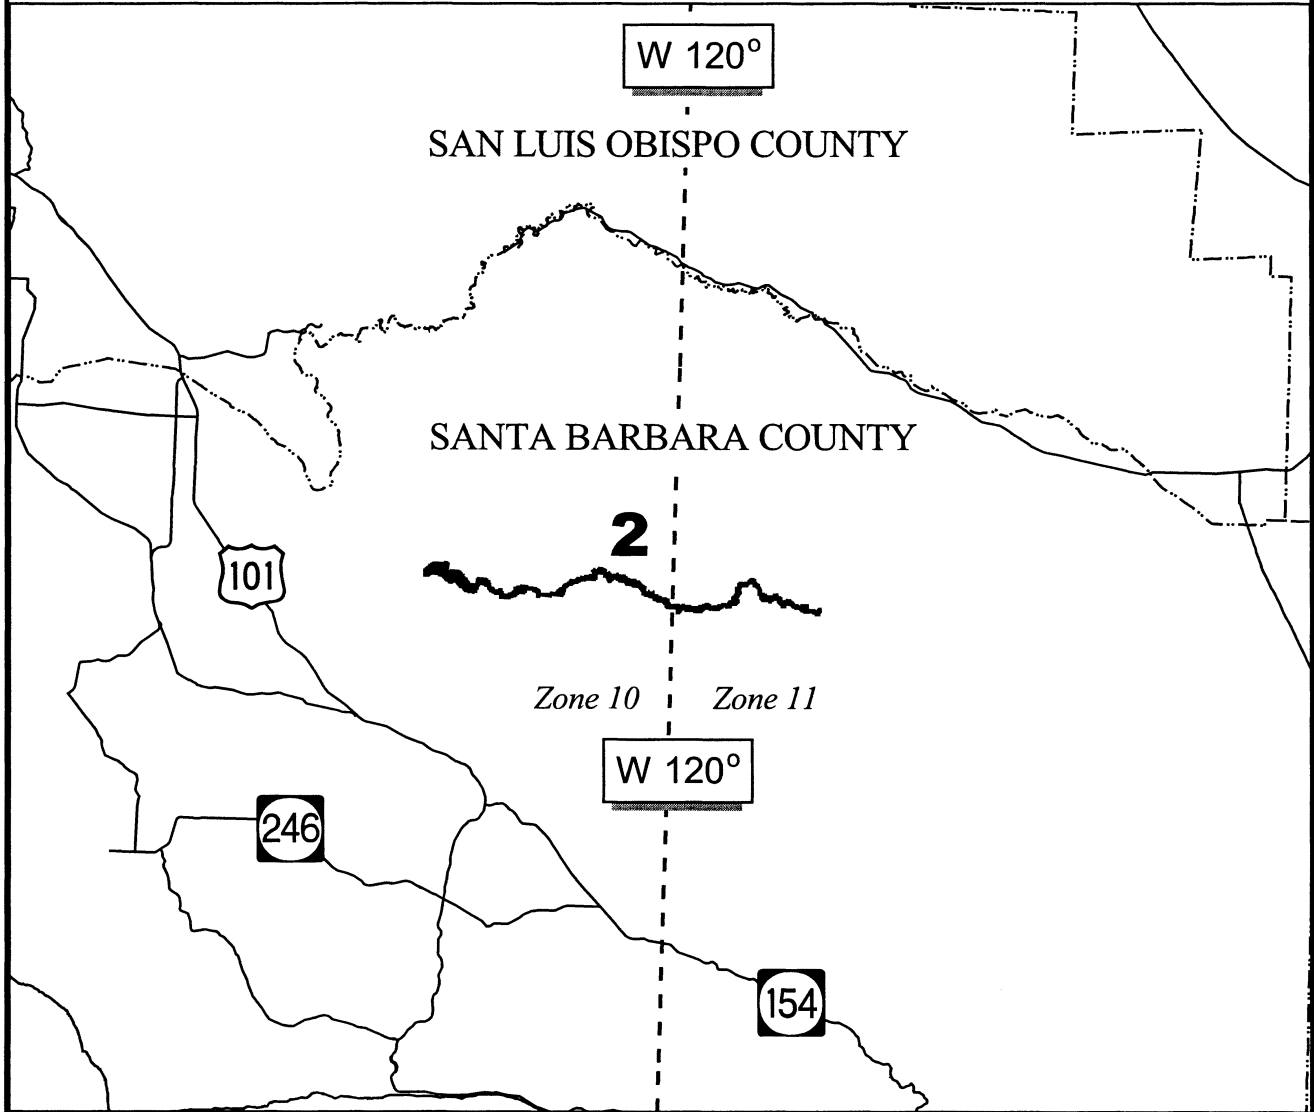 W 120°
SAN LUIS OBISPO COUNTY
SANTA BARBARA COUNTY
2
101
Zone 10
Zone 11
W 120°
246
154